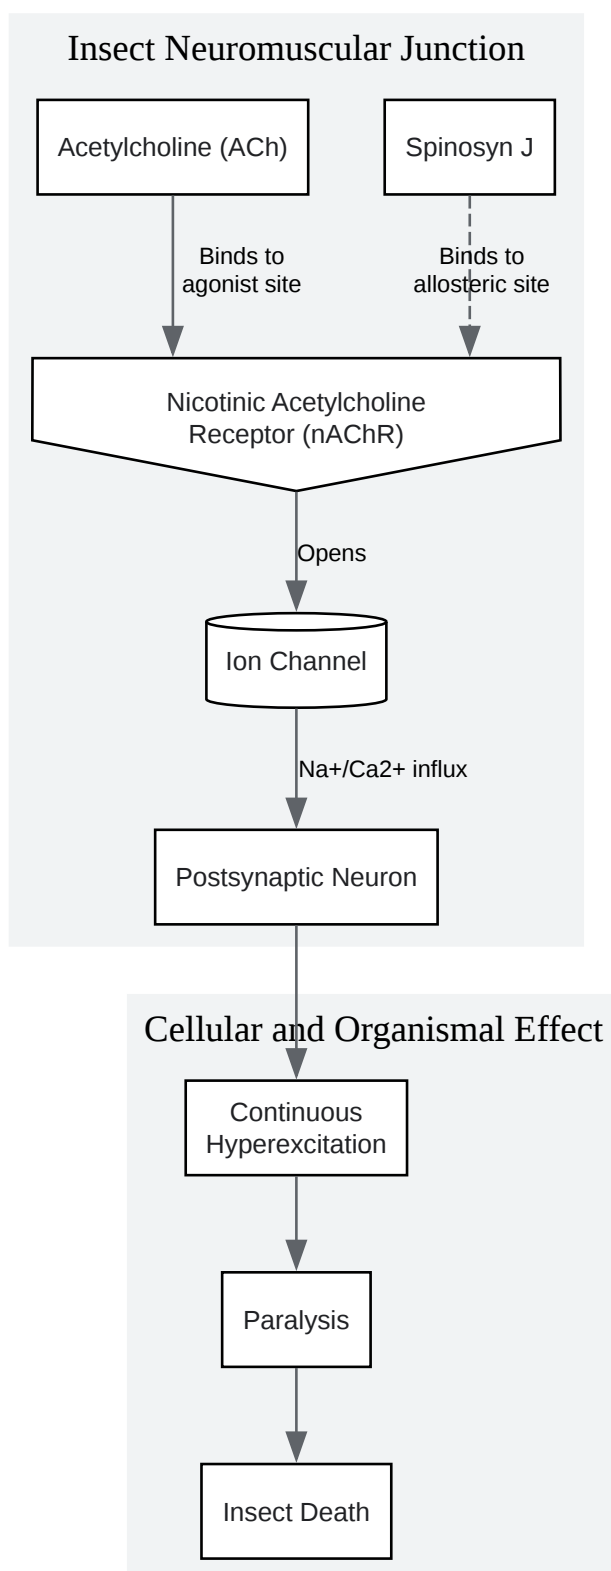 Insect Neuromuscular Junction
Acetylcholine (ACh)
Spinosyn J
Binds to
agonist site
Binds to
allosteric site
Nicotinic Acetylcholine
Receptor (nAChR)
Opens
Ion Channel
Na+/Ca2+ influx
Postsynaptic Neuron
Cellular and Organismal Effect
Continuous
Hyperexcitation
Paralysis
Insect Death